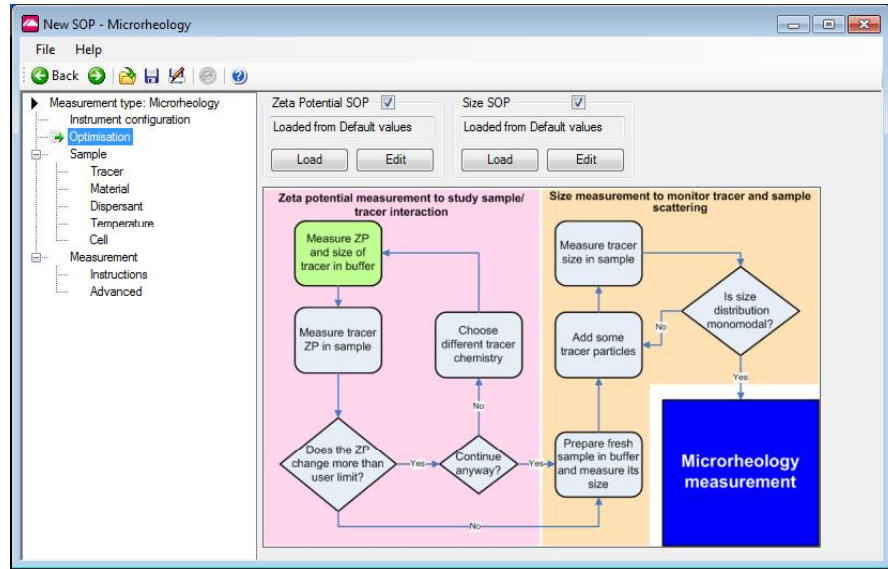 New SOP - Microrheology
File Help
Back
Measurement type: Microrheology
Instrument configuration
Optimisation
Sample
Tracer
Material
Dispersant
Temperature
Cell
Measurement
Instructions
Advanced
Zeta Potential SOP
Loaded from Default values
Load Edit
Size SOP
Loaded from Default values
Load Edit
Zeta potential measurement to study sample/
tracer interaction
Measure ZP
and size of
tracer in buffer
Measure tracer
ZP in sample
Choose
different tracer
chemistry
No
Does the ZP
change more than
user limit?
Yes
Continue
anyway?
Yes
No
Size measurement to monitor tracer and sample
scattering
Measure tracer
size in sample
Is size
distribution
monomodal?
No
Add some
tracer particles
Yes
Prepare fresh
sample in buffer
and measure its
size
Microrheology
measurement